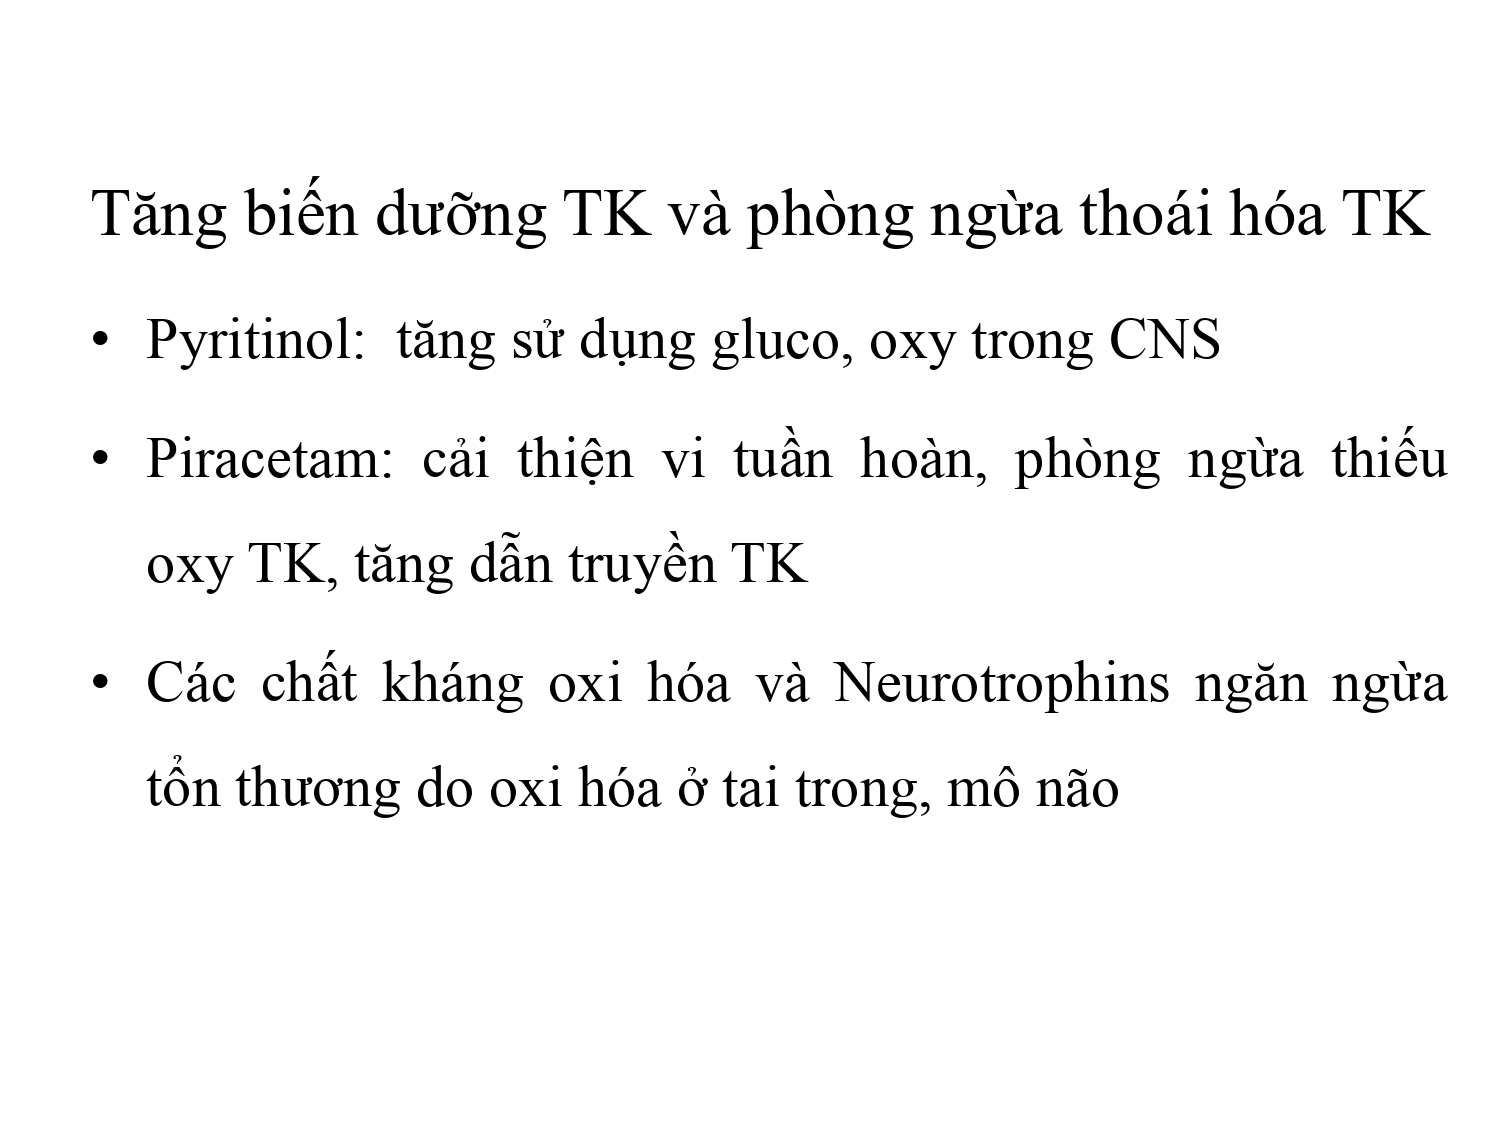 Tăng biến dưỡng TK và phòng ngừa thoái hóa TK
• Pyritinol:  tăng sử dụng gluco, oxy trong CNS
• Piracetam: cải thiện vi tuần hoàn, phòng ngừa thiếu
oxy TK, tăng dẫn truyền TK
• Các chất kháng oxi hóa và Neurotrophins ngăn ngừa
tổn thương do oxi hóa ở tai trong, mô não